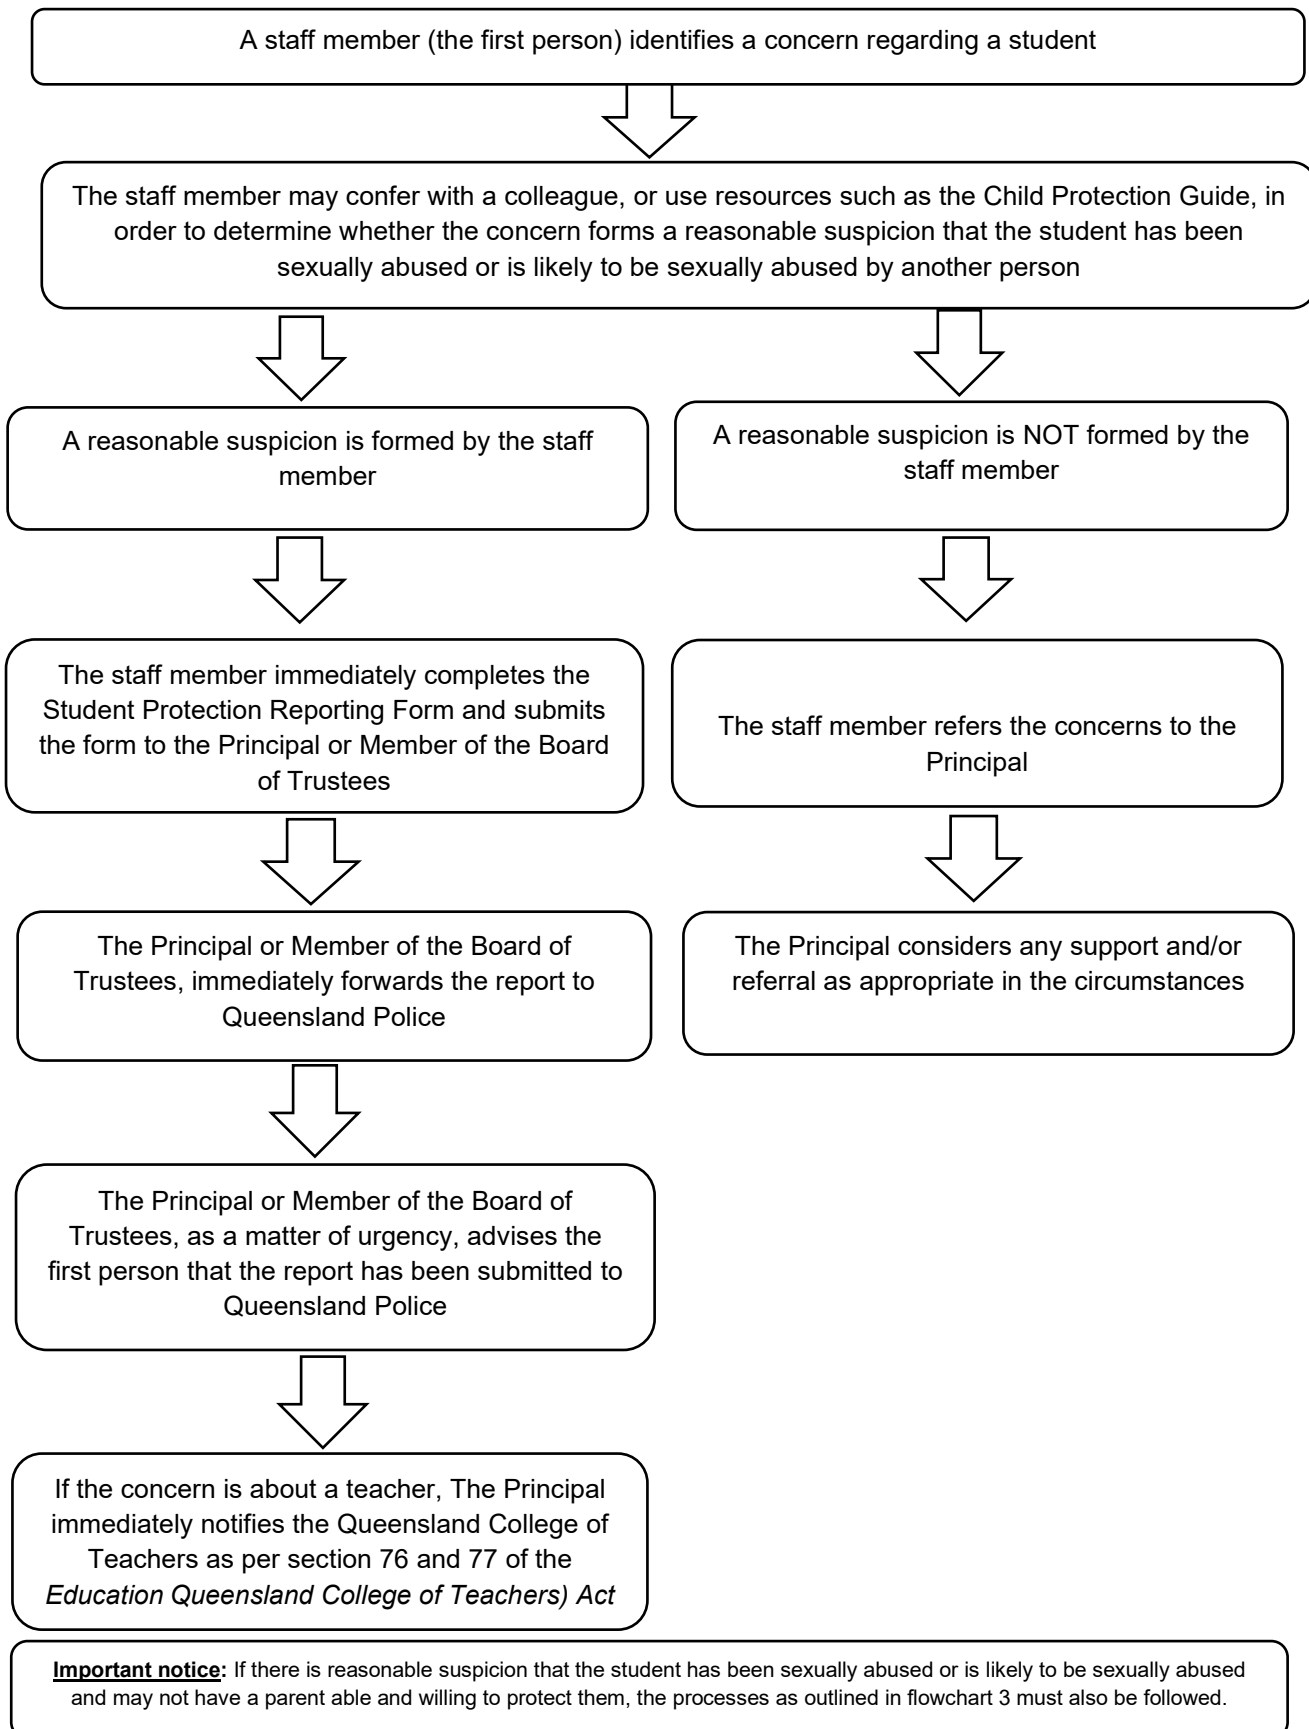 A staff member (the first person) identifies a concern regarding a student
The staff member may confer with a colleague, or use resources such as the Child Protection Guide, in
order to determine whether the concern forms a reasonable suspicion that the student has been
sexually abused or is likely to be sexually abused by another person
A reasonable suspicion is formed by the staff
member
A reasonable suspicion is NOT formed by the
staff member
The staff member immediately completes the
Student Protection Reporting Form and submits
the form to the Principal or Member of the Board
of Trustees
The staff member refers the concerns to the
Principal
The Principal or Member of the Board of
Trustees, immediately forwards the report to
Queensland Police
The Principal considers any support and/or
referral as appropriate in the circumstances
The Principal or Member of the Board of
Trustees, as a matter of urgency, advises the
first person that the report has been submitted to
Queensland Police
If the concern is about a teacher, The Principal
immediately notifies the Queensland College of
Teachers as per section 76 and 77 of the
Education Queensland College of Teachers) Act
Important notice: If there is reasonable suspicion that the student has been sexually abused or is likely to be sexually abused
and may not have a parent able and willing to protect them, the processes as outlined in flowchart 3 must also be followed.